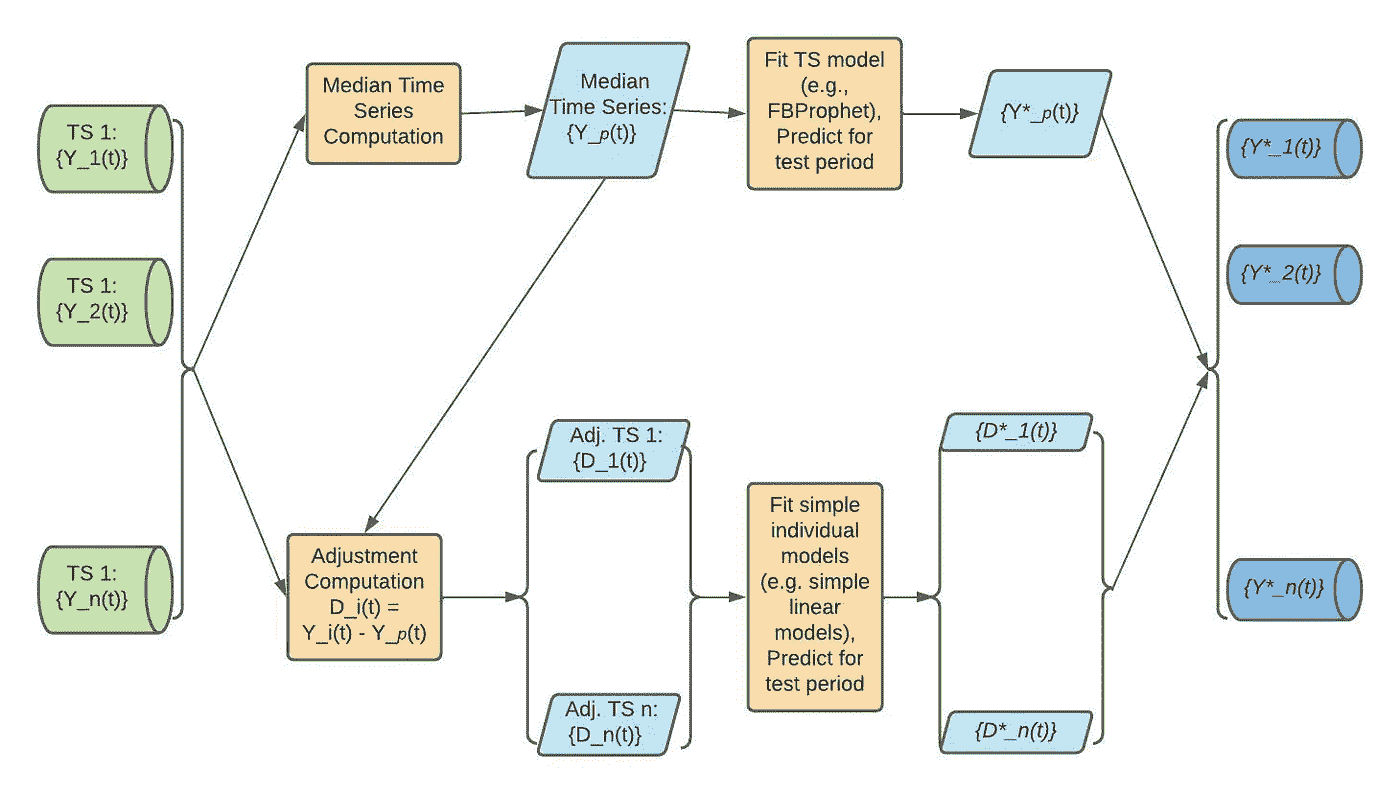 TS 1:
{Y_1(t)}
TS 1:
{Y_2(t)}
TS 1:
{Y_n(t)}
Median Time
Series
Computation
Median
Time Series:
{Y_p(t)}
Fit TS model
(e.g.,
FBProphet),
Predict for
test period
{Y*_p(t)}
Adjustment
Computation
D_i(t) =
Y_i(t) - Y_p(t)
Adj. TS 1:
{D_1(t)}
Adj. TS n:
{D_n(t)}
Fit simple
individual
models
(e.g. simple
linear
models),
Predict for
test period
{D*_1(t)}
{D*_n(t)}
{Y*_1(t)}
{Y*_2(t)}
{Y*_n(t)}